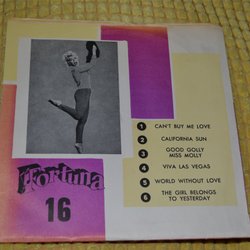 1 CAN'T BUY ME LOVE
2 CALIFORNIA SUN
3 GOOD GOLLY
MISS MOLLY
4 VIVA LAS VEGAS
5 WORLD WITHOUT LOVE
6 THE GIRL BELONGS
TO YESTERDAY
Fortuna
16